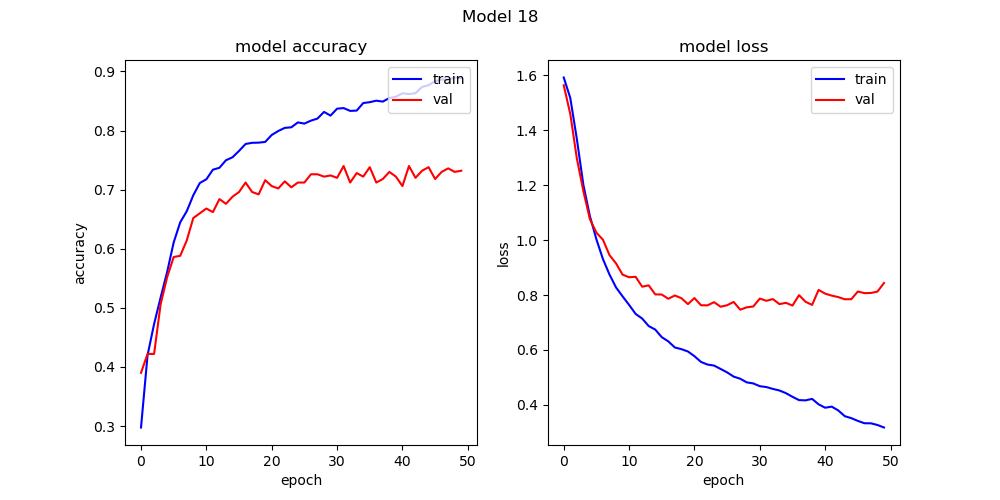 Model 18
model accuracy
0.9
0.8
0.7
0.6
0.5
0.4
0.3
accuracy
0 10 20 30 40 50
epoch
train
val
model loss
1.6
1.4
1.2
1.0
0.8
0.6
0.4
loss
0 10 20 30 40 50
epoch
train
val